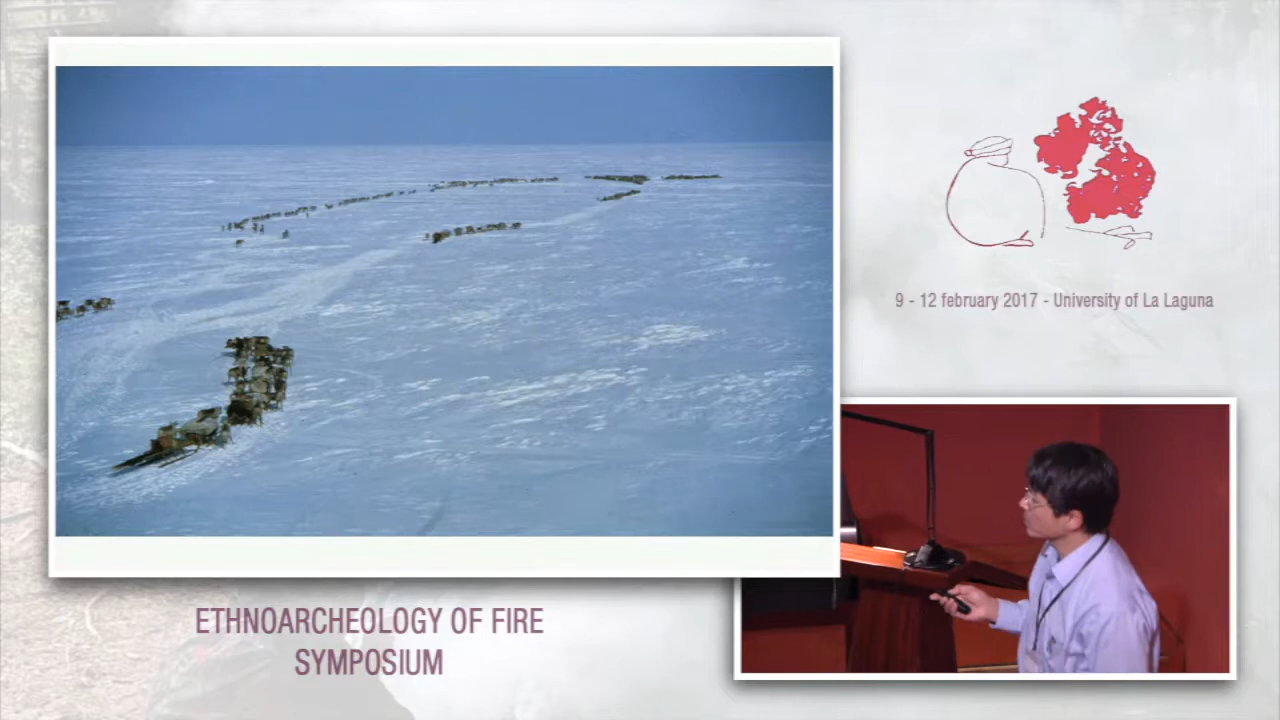 9 - 12 february 2017 - University of La Laguna
ETHNOARCHEOLOGY OF FIRE
SYMPOSIUM